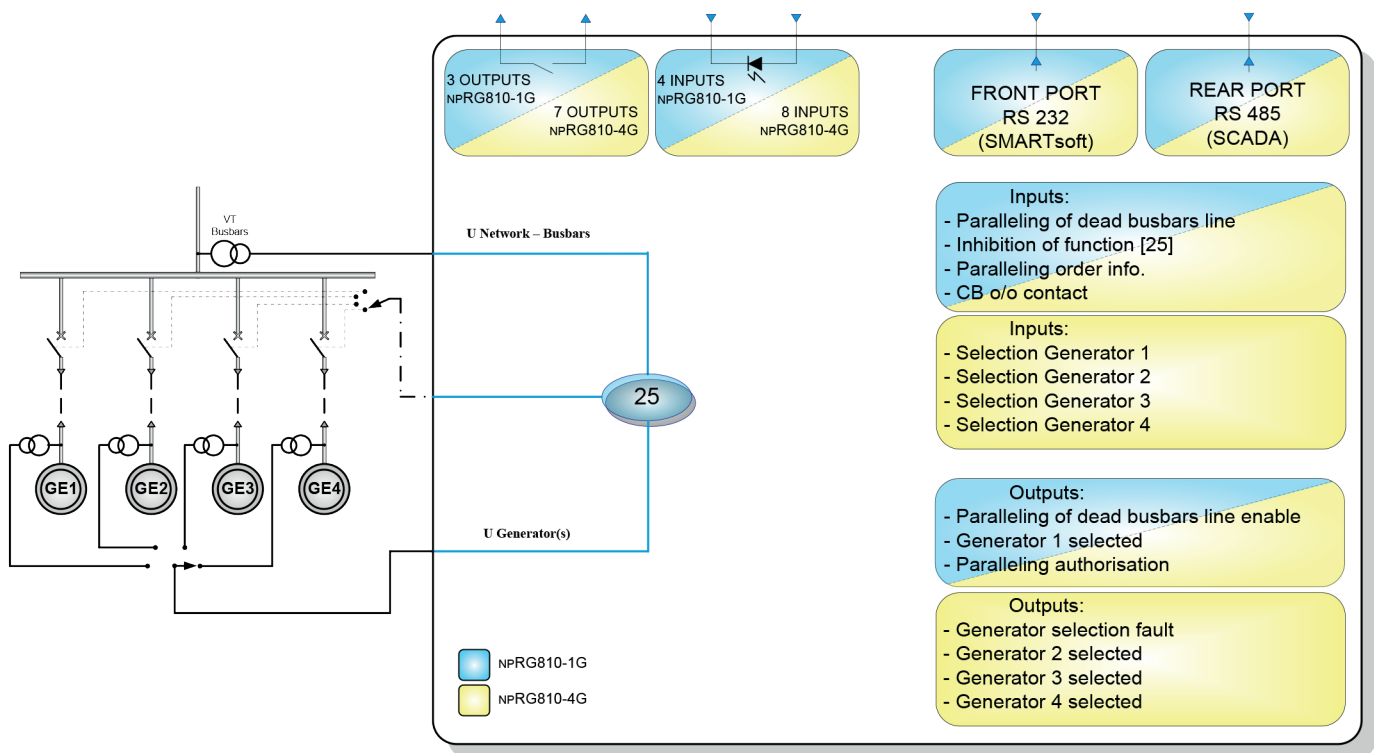 3 OUTPUTS
NPRG810-1G
7 OUTPUTS
NPRG810-4G
4 INPUTS
NPRG810-1G
8 INPUTS
NPRG810-4G
FRONT PORT
RS 232
(SMARTsoft)
REAR PORT
RS 485
(SCADA)
VT
Busbars
U Network – Busbars
25
U Generator(s)
GE1
GE2
GE3
GE4
Inputs:
- Paralleling of dead busbars line
- Inhibition of function [25]
- Paralleling order info.
- CB o/o contact
Inputs:
- Selection Generator 1
- Selection Generator 2
- Selection Generator 3
- Selection Generator 4
Outputs:
- Paralleling of dead busbars line enable
- Generator 1 selected
- Paralleling authorisation
Outputs:
- Generator selection fault
- Generator 2 selected
- Generator 3 selected
- Generator 4 selected
NPRG810-1G
NPRG810-4G